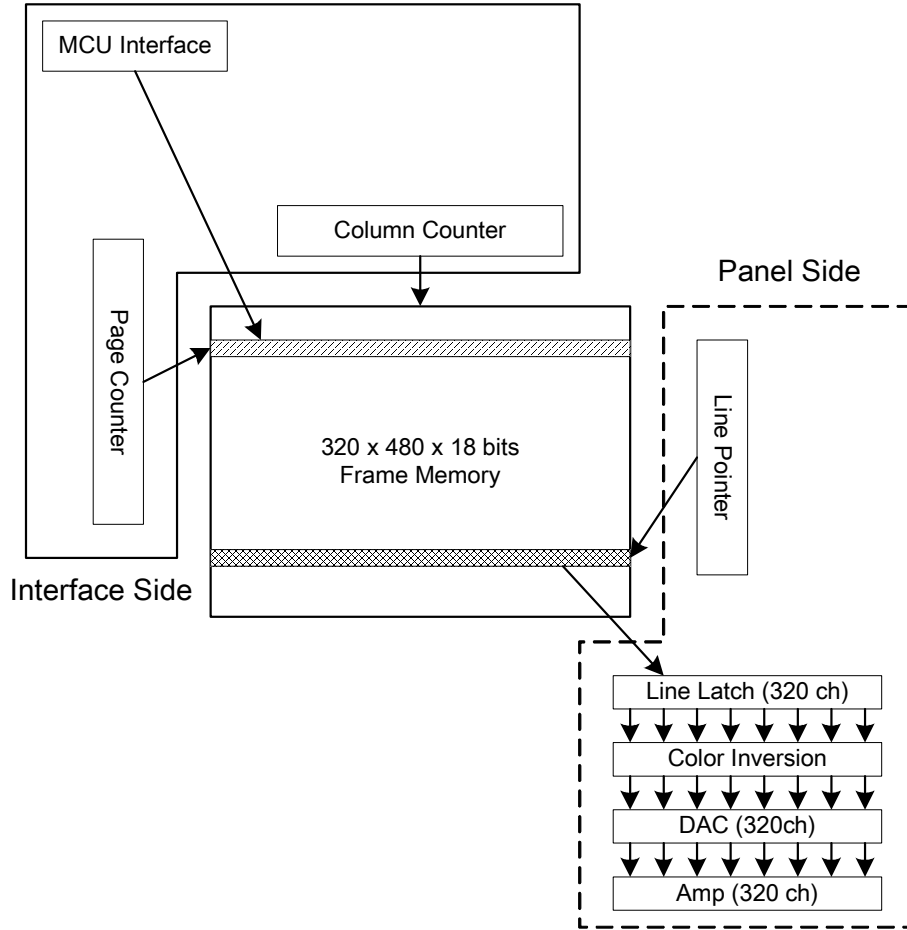 MCU Interface
Column Counter
Panel Side
Page Counter
320 x 480 x 18 bits
Frame Memory
Line Pointer
Interface Side
Line Latch (320 ch)
Color Inversion
DAC (320ch)
Amp (320 ch)